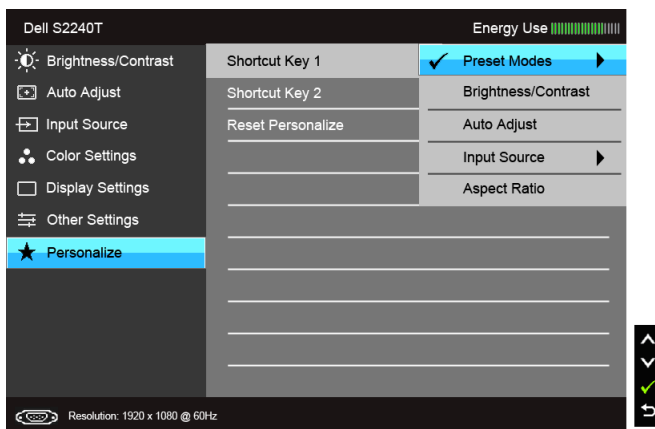 Dell S2240T
Energy Use
Brightness/Contrast
Auto Adjust
Input Source
Color Settings
Display Settings
Other Settings
Personalize
Shortcut Key 1
Shortcut Key 2
Reset Personalize
Preset Modes
Brightness/Contrast
Auto Adjust
Input Source
Aspect Ratio
Resolution: 1920 x 1080 @ 60Hz